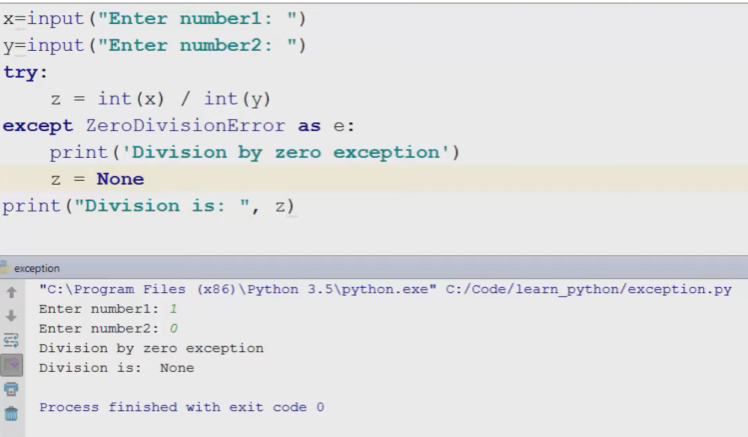 x=input("Enter number1: ")
y=input("Enter number2: ")
try:
    z = int(x) / int(y)
except ZeroDivisionError as e:
    print('Division by zero exception')
    z = None
print("Division is: ", z)
exception
"C:\Program Files (x86)\Python 3.5\python.exe" C:/Code/learn_python/exception.py
Enter number1: 1
Enter number2: 0
Division by zero exception
Division is:  None
Process finished with exit code 0